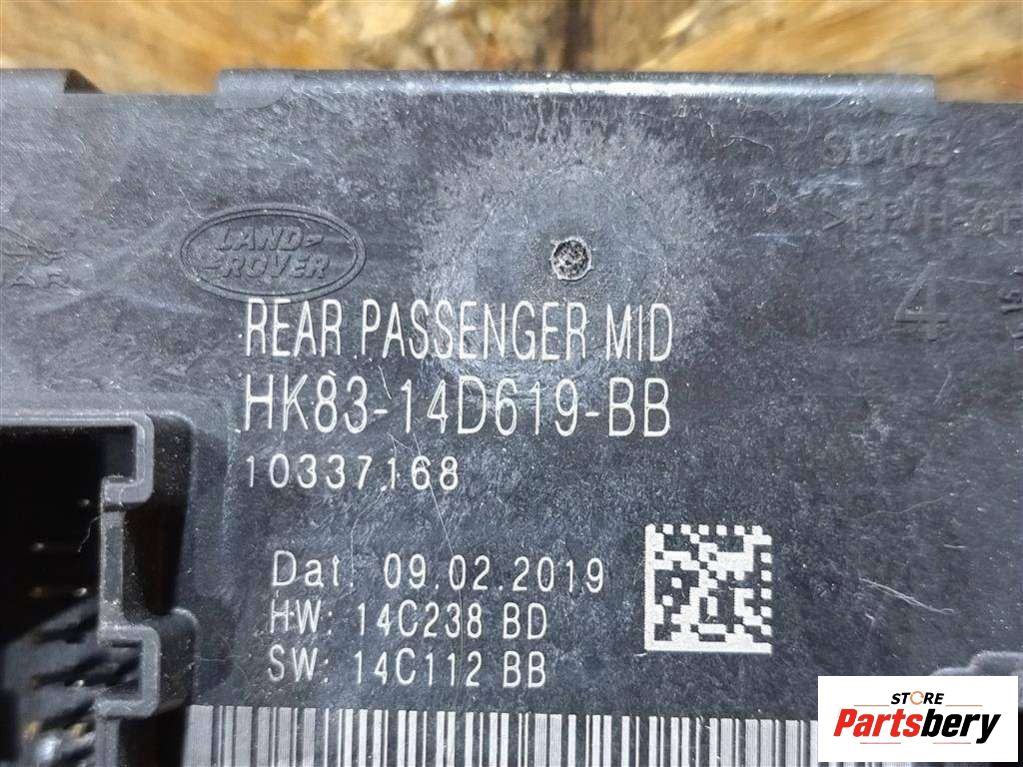 LAND-
-ROVER
REAR PASSENGER MID
HK83-14D619-BB
10337168
4
Dat: 09.02.2019
HW: 14C238 BD
SW: 14C112 BB
STORE
Partsbery